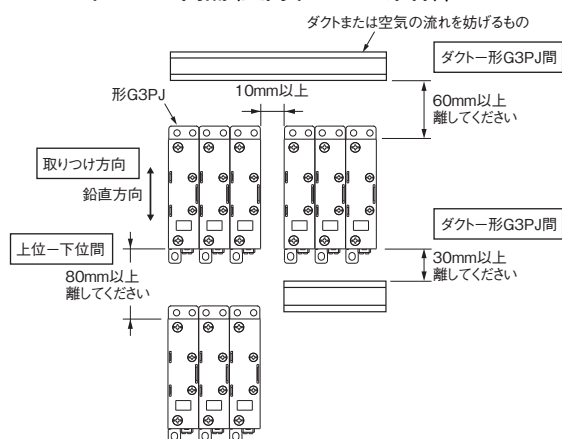 ダクトまたは空気の流れを妨げるもの
ダクトー形G3PJ間
形G3PJ
10mm以上
60mm以上
離してください
取りつけ方向
鉛直方向
ダクトー形G3PJ間
上位ー下位間
80mm以上
離してください
30mm以上
離してください